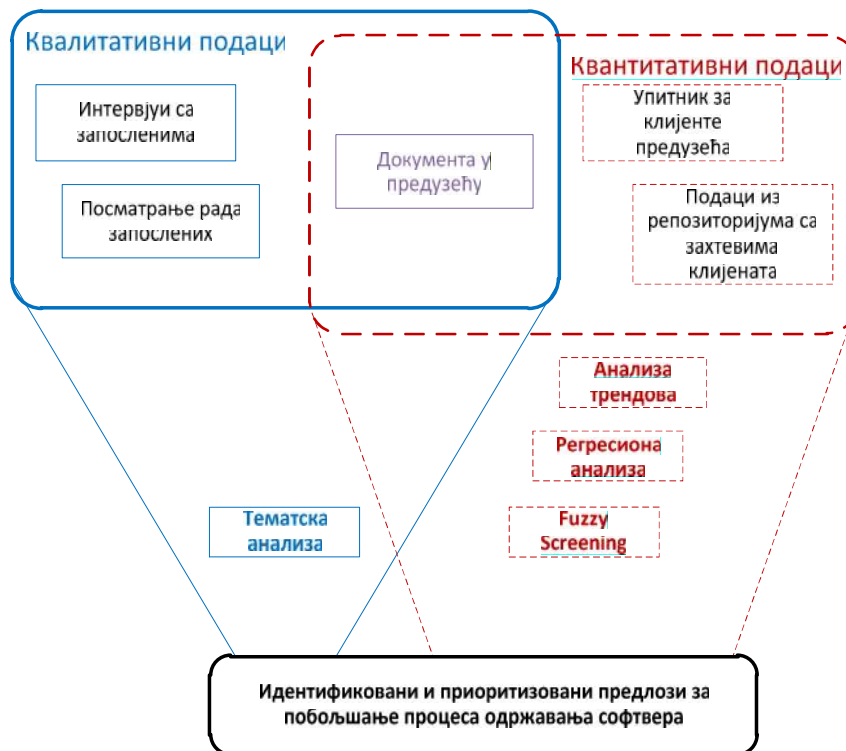 Квалитативни подаци
Интервјуи са
запосленима
Посматрање рада
запослених
Документа у
предузећу
Квантитативни подаци
Упитник за
клијенте
предузећа
Подаци из
репозиторијума са
захтевима
клијената
Анализа
трендова
Регресиона
анализа
Fuzzy
Screening
Тематска
анализа
Идентификовани и приоритизовани предлози за
побољшање процеса одржавања софтвера